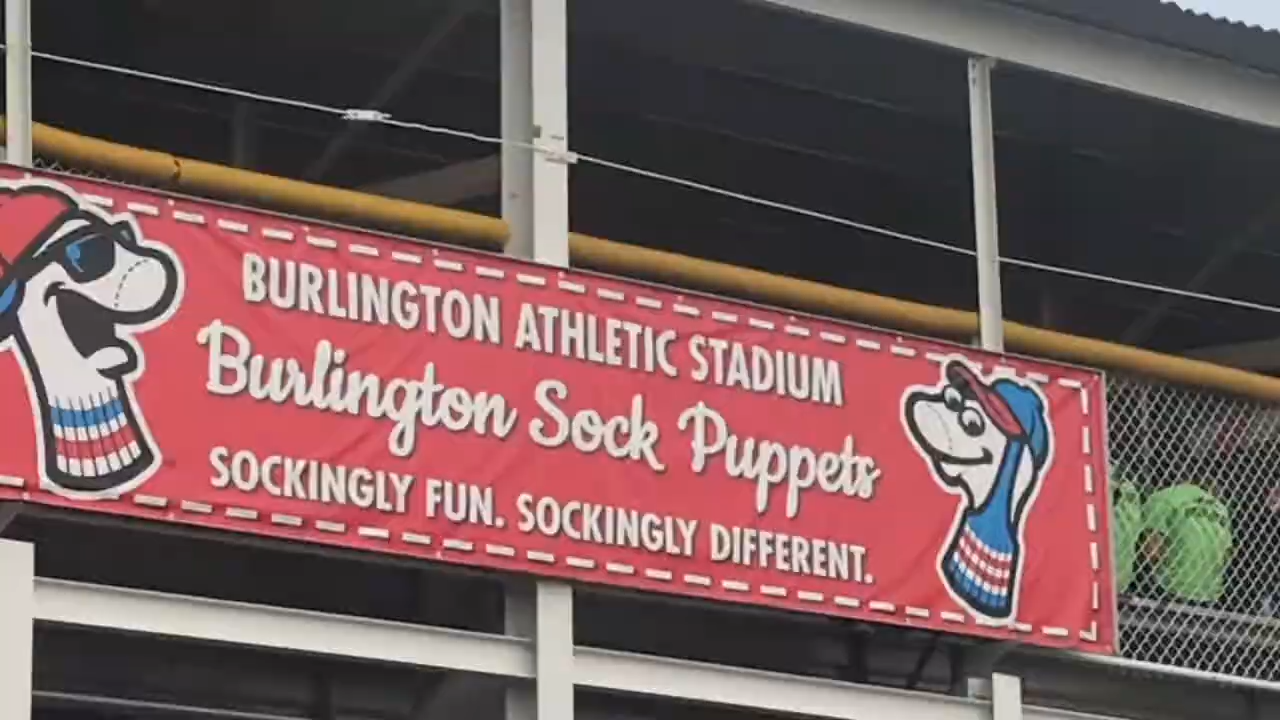 BURLINGTON ATHLETIC STADIUM
Burlington Sock Puppets
SOCKINGLY FUN. SOCKINGLY DIFFERENT.